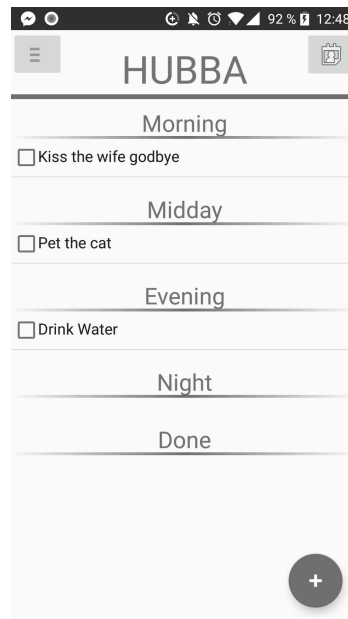 92 % 12:48
HUBBA
Morning
Kiss the wife godbye
Midday
Pet the cat
Evening
Drink Water
Night
Done
+